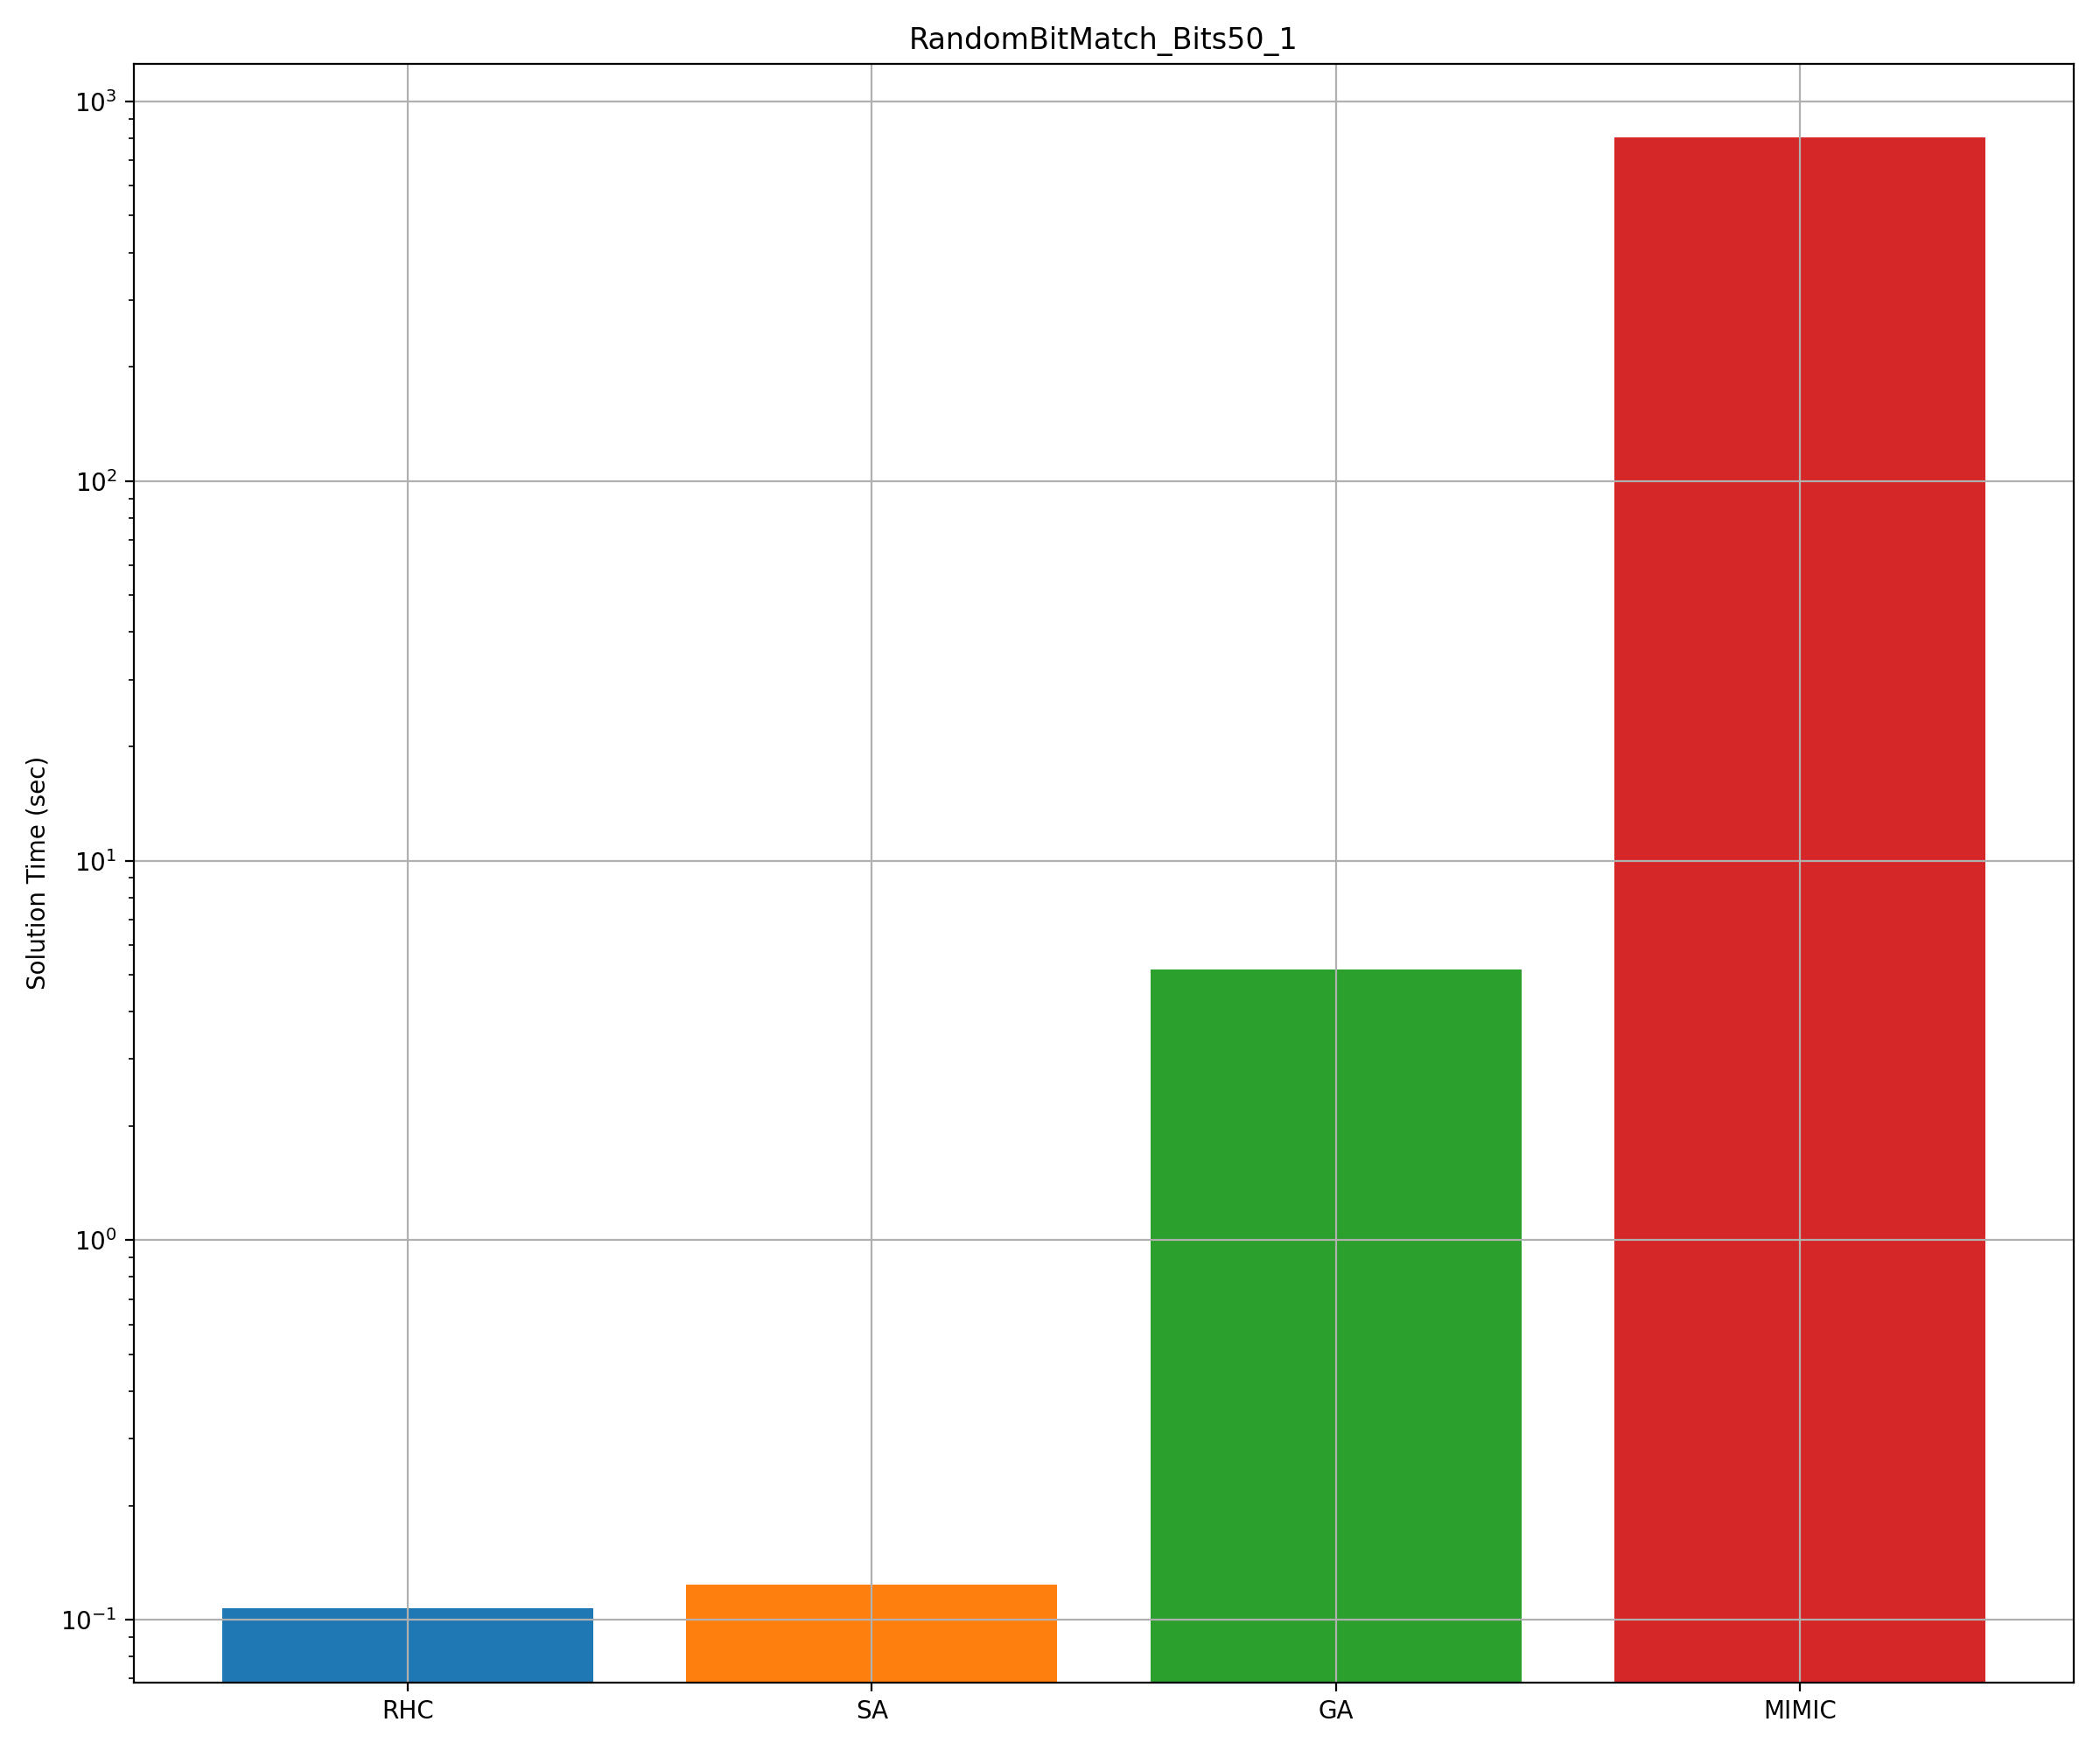 RandomBitMatch_Bits50_1
Solution Time (sec)
10³
10²
10¹
10⁰
10⁻¹
RHC SA GA MIMIC